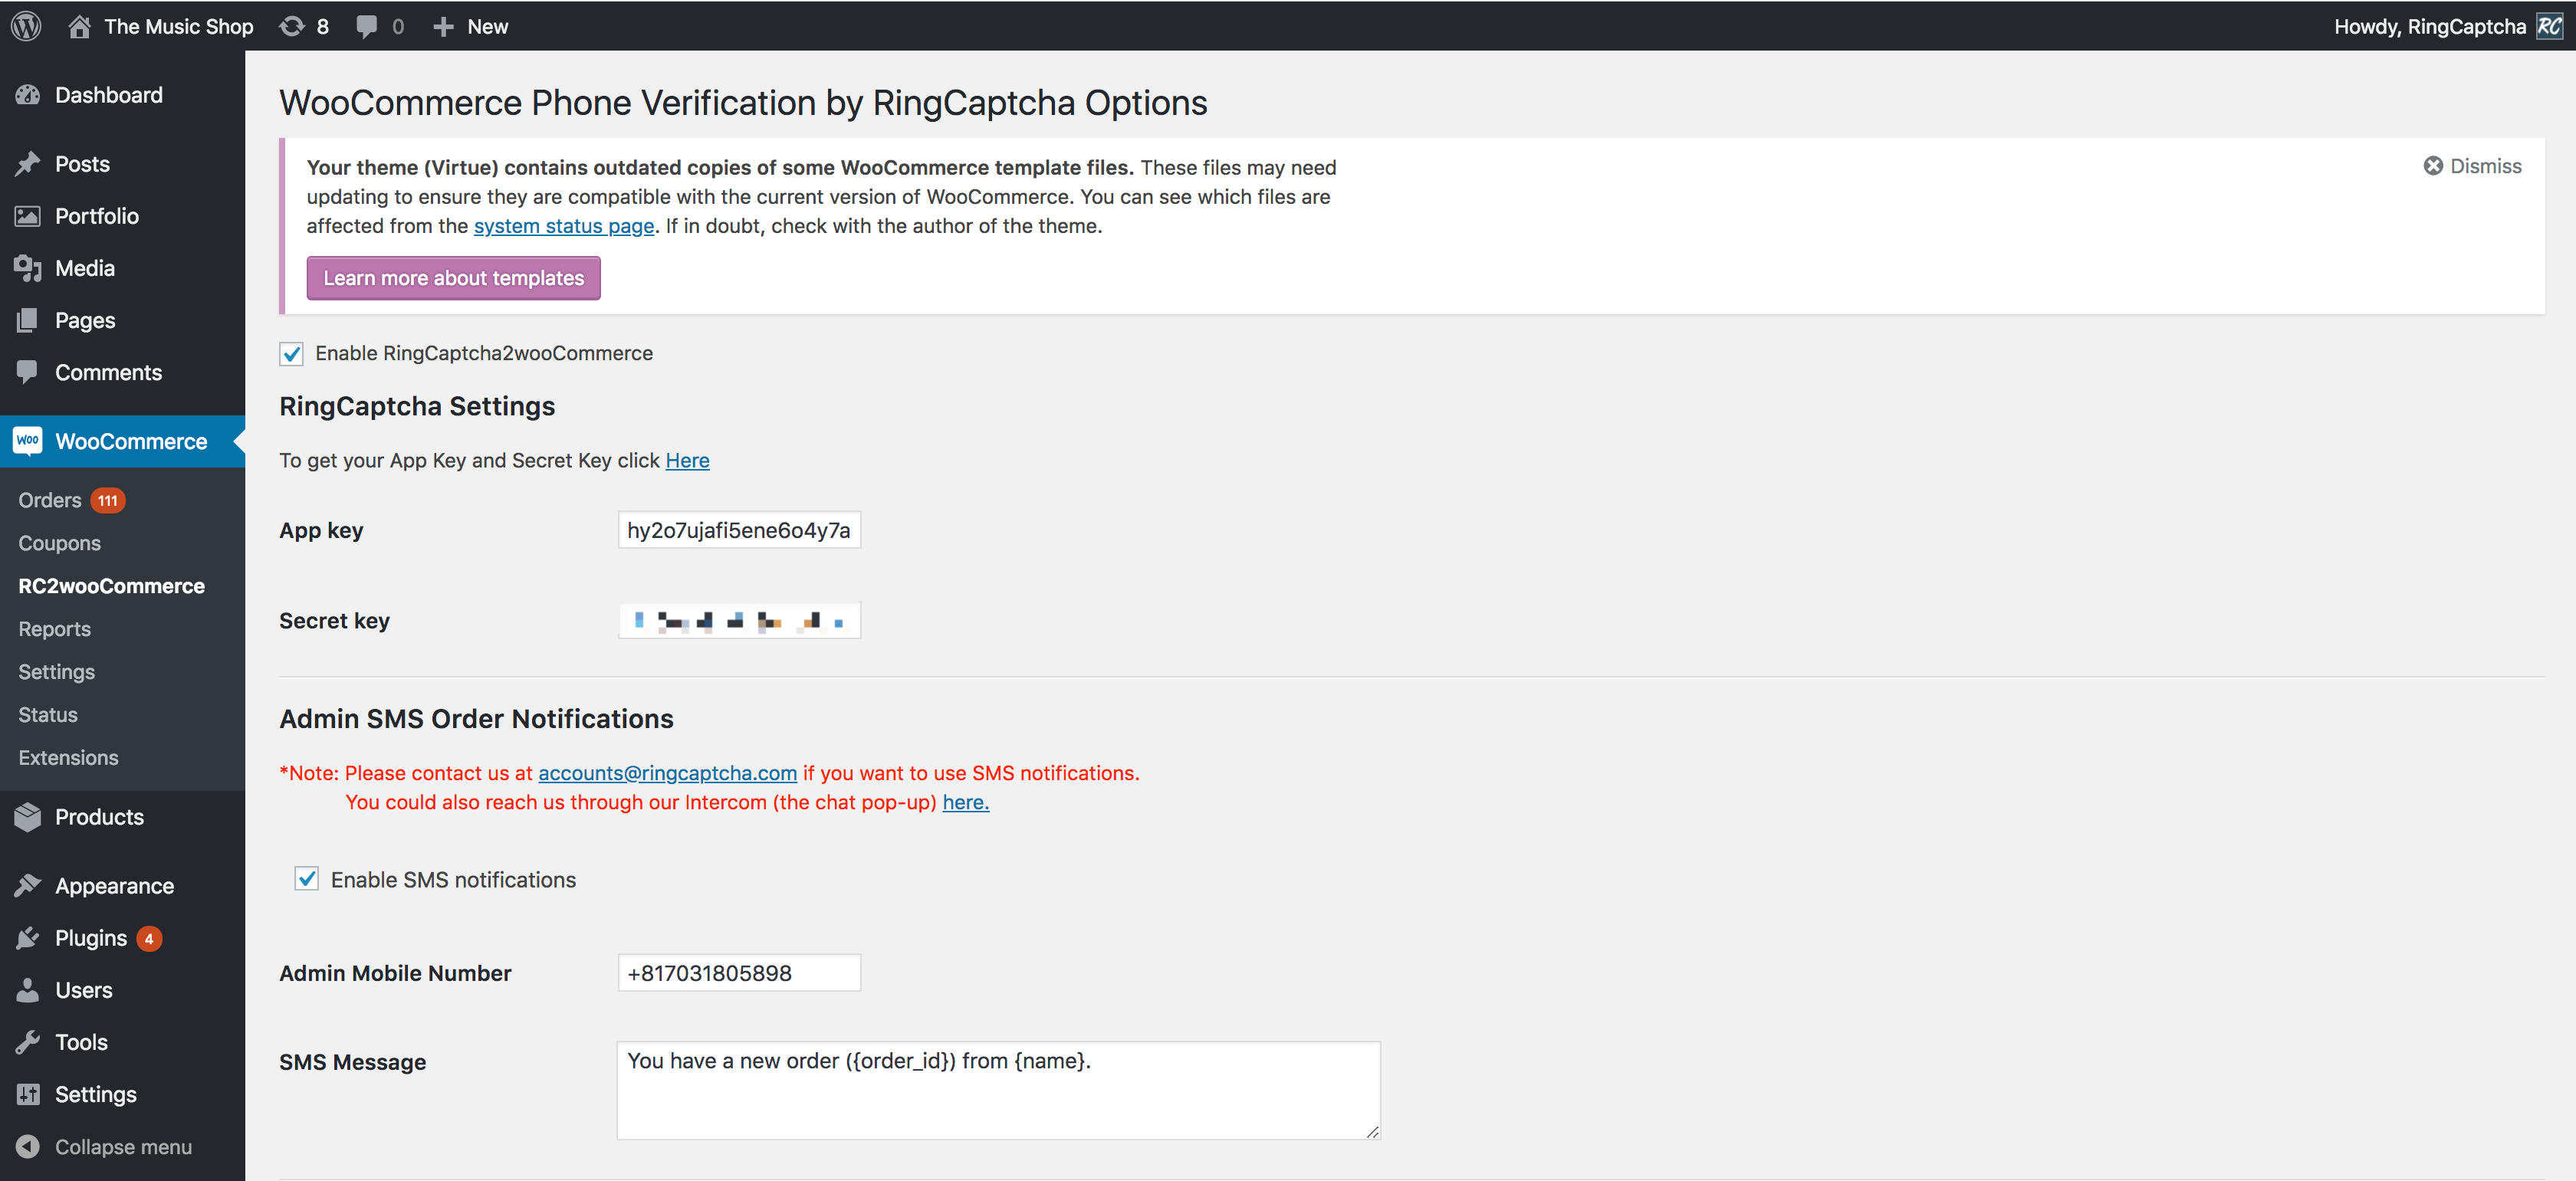 The Music Shop 8 0 New Howdy, RingCaptcha RC
Dashboard
Posts
Portfolio
Media
Pages
Comments
Woo WooCommerce
Orders 111
Coupons
RC2wooCommerce
Reports
Settings
Status
Extensions
Products
Appearance
Plugins 4
Users
Tools
Settings
Collapse menu
WooCommerce Phone Verification by RingCaptcha Options
Your theme (Virtue) contains outdated copies of some WooCommerce template files. These files may need
updating to ensure they are compatible with the current version of WooCommerce. You can see which files are
affected from the system status page. If in doubt, check with the author of the theme.
Dismiss
Learn more about templates
Enable RingCaptcha2wooCommerce
RingCaptcha Settings
To get your App Key and Secret Key click Here
App key hy2o7ujafi5ene6o4y7a
Secret key
Admin SMS Order Notifications
*Note: Please contact us at accounts@ringcaptcha.com if you want to use SMS notifications.
You could also reach us through our Intercom (the chat pop-up) here.
Enable SMS notifications
Admin Mobile Number +817031805898
SMS Message You have a new order ({order_id}) from {name}.